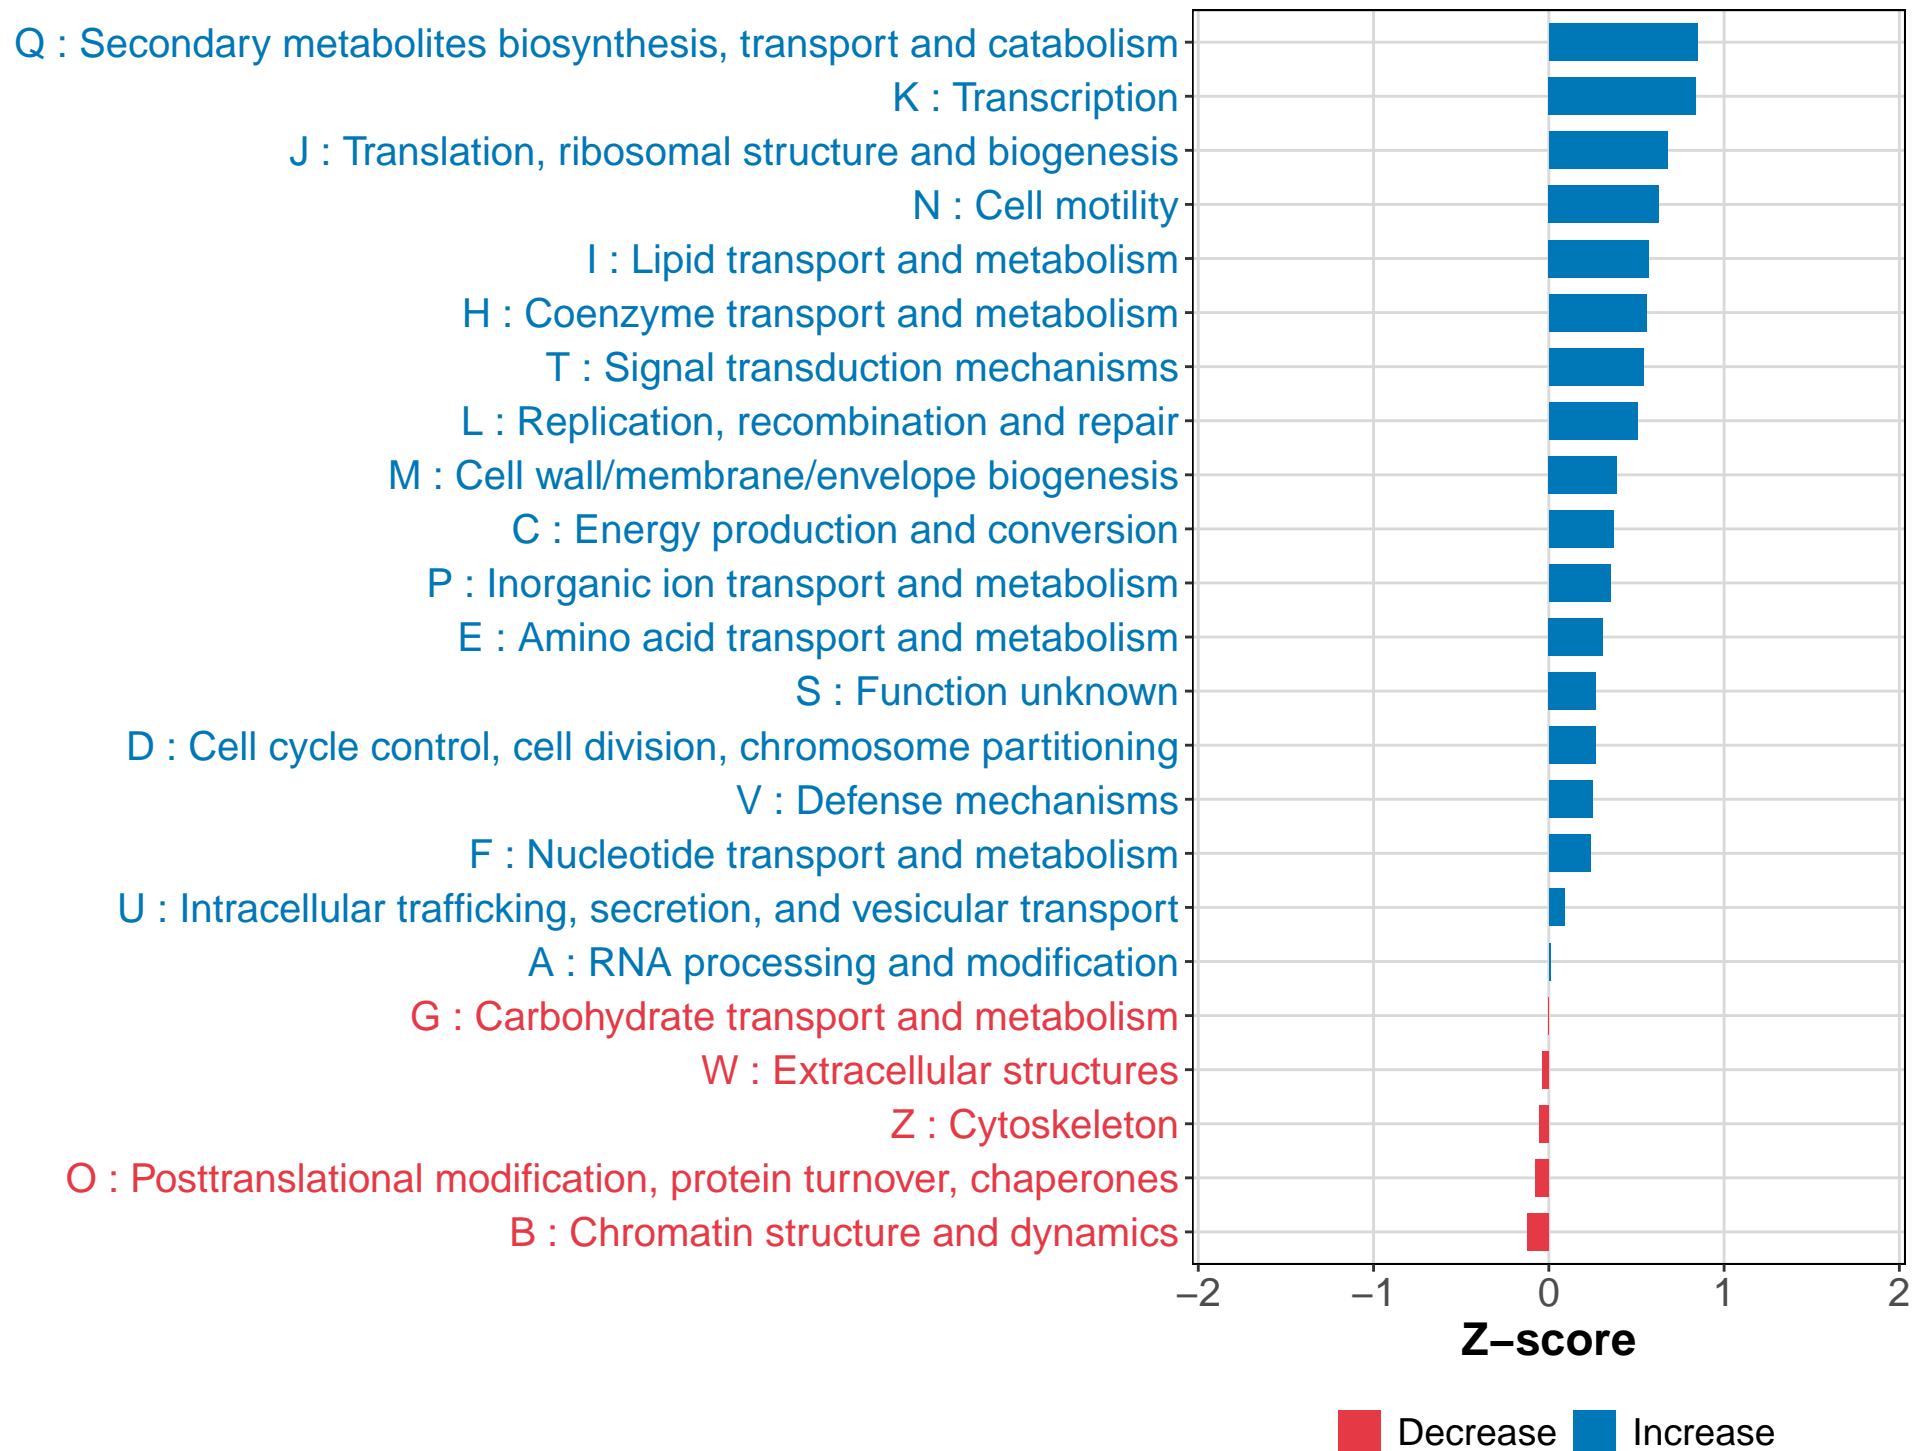 Q : Secondary metabolites biosynthesis, transport and catabolism
K : Transcription
J : Translation, ribosomal structure and biogenesis
N : Cell motility
I : Lipid transport and metabolism
H : Coenzyme transport and metabolism
T : Signal transduction mechanisms
L : Replication, recombination and repair
M : Cell wall/membrane/envelope biogenesis
C : Energy production and conversion
P : Inorganic ion transport and metabolism
E : Amino acid transport and metabolism
S : Function unknown
D : Cell cycle control, cell division, chromosome partitioning
V : Defense mechanisms
F : Nucleotide transport and metabolism
U : Intracellular trafficking, secretion, and vesicular transport
A : RNA processing and modification
G : Carbohydrate transport and metabolism
W : Extracellular structures
Z : Cytoskeleton
O : Posttranslational modification, protein turnover, chaperones
B : Chromatin structure and dynamics
−2 −1 0 1 2
Z−score
Decrease Increase